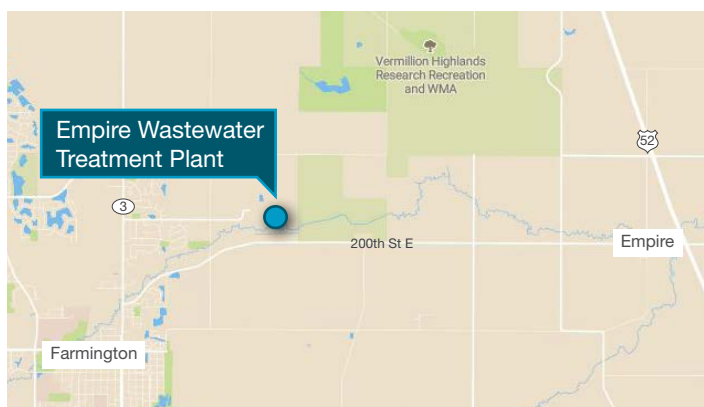 Vermillion Highlands
Research Recreation
and WMA
Empire Wastewater
Treatment Plant
52
3
200th St E
Empire
Farmington